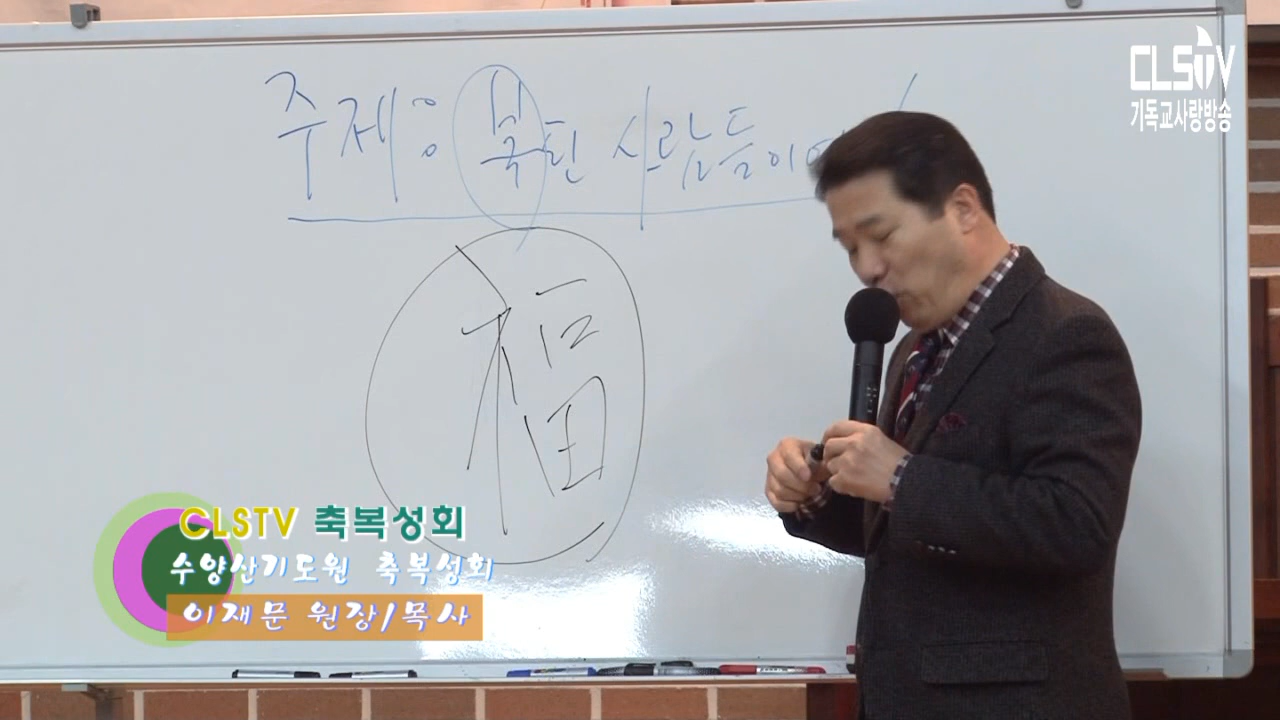 CLSTV
기독교사랑방송
주제: 복된 사람들이
福
CLSTV 축복성회
수양산기도원 축복성회
이재문 원장/목사